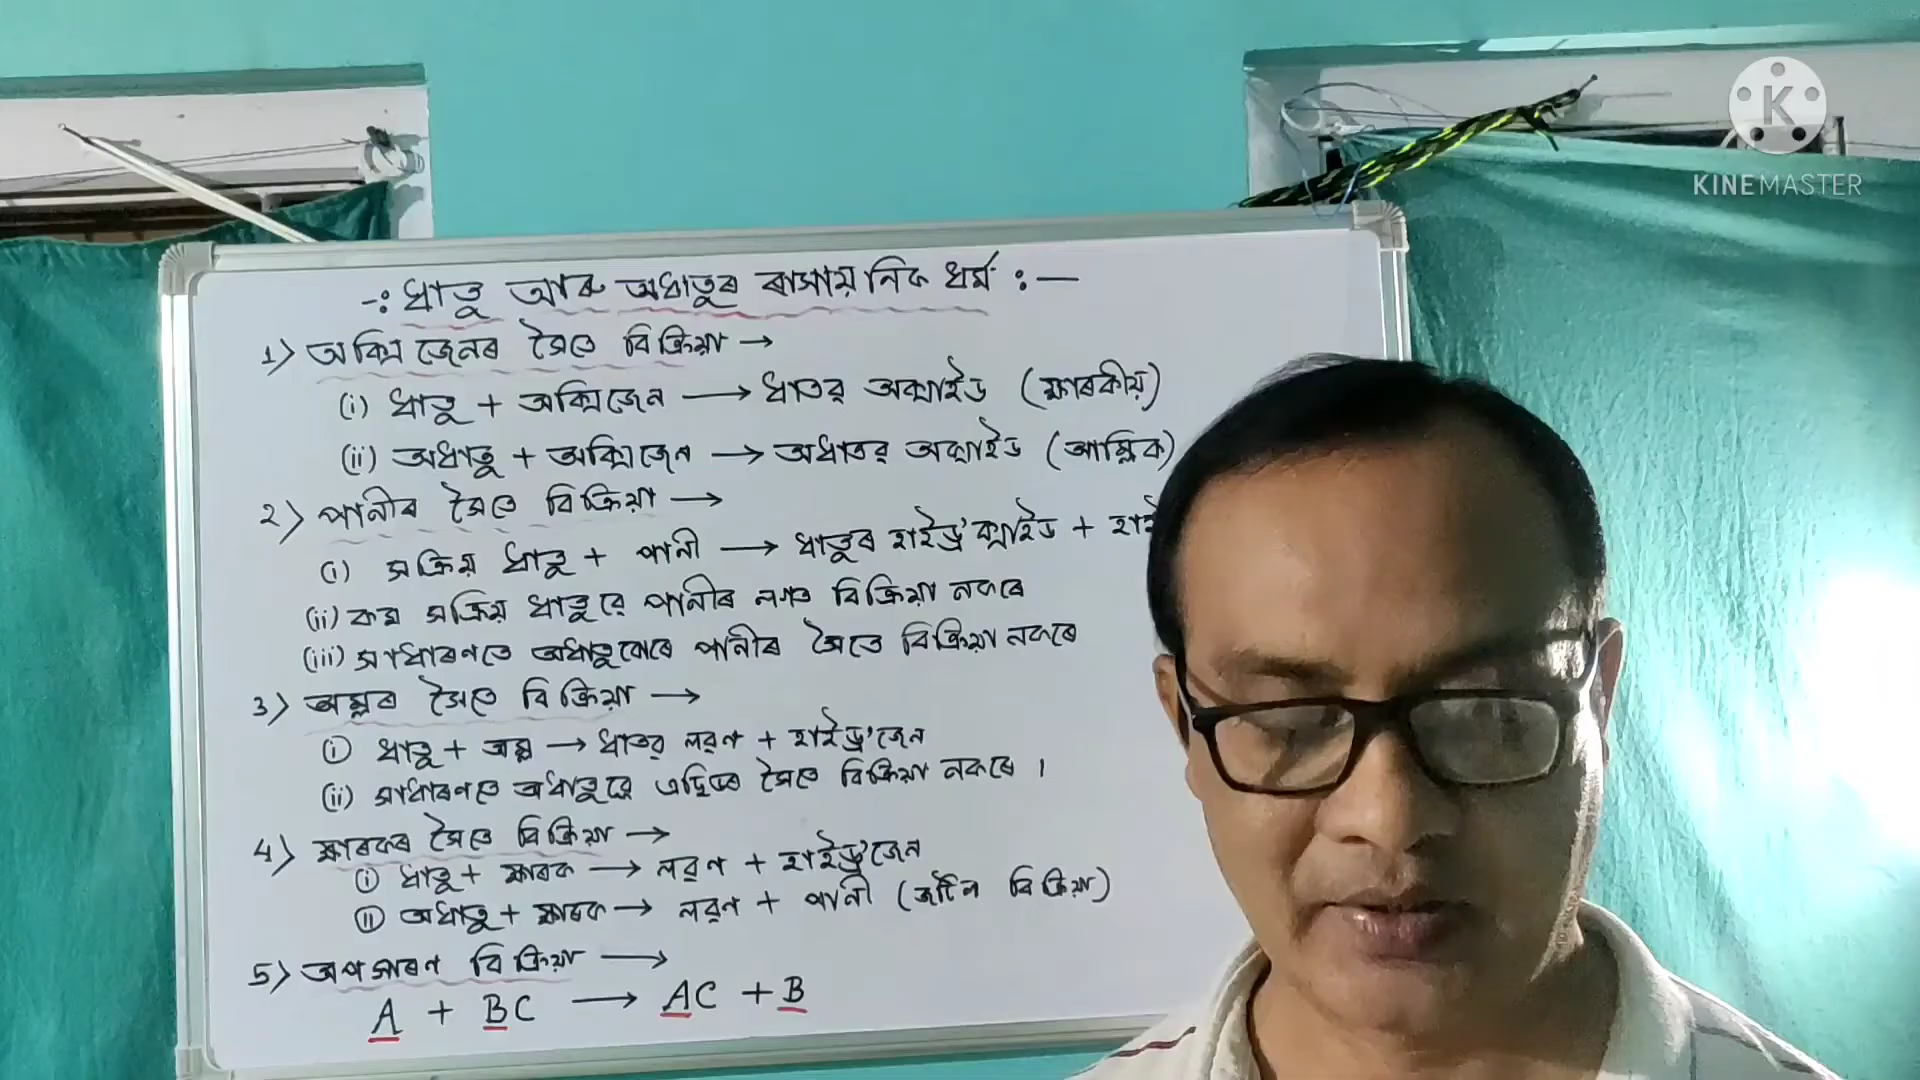 -: ধাতু আৰু অধাতুৰ ৰাসায়নিক ধৰ্ম :—
1) অক্সিজেনৰ সৈতে বিক্ৰিয়া →
(i) ধাতু + অক্সিজেন → ধাতৱ অক্সাইড (ক্ষাৰকীয়)
(ii) অধাতু + অক্সিজেন → অধাতৱ অক্সাইড (আম্লিক)
২) পানীৰ সৈতে বিক্ৰিয়া →
(i) সক্ৰিয় ধাতু + পানী → ধাতুৰ হাইড্ৰ'ক্সাইড +
(ii) কম সক্ৰিয় ধাতুৱে পানীৰ লগত বিক্ৰিয়া নকৰে
(iii) সাধাৰণতে অধাতুবোৰে পানীৰ সৈতে বিক্ৰিয়া নকৰে
3) অম্লৰ সৈতে বিক্ৰিয়া →
(i) ধাতু + অম্ল → ধাতৱ লৱণ + হাইড্ৰ'জেন
(ii) সাধাৰণতে অধাতুৱে এচিডৰ সৈতে বিক্ৰিয়া নকৰে ।
4) ক্ষাৰকৰ সৈতে বিক্ৰিয়া →
(i) ধাতু + ক্ষাৰক → লৱণ + হাইড্ৰ'জেন
(ii) অধাতু + ক্ষাৰক → লৱণ + পানী (জটিল বিক্ৰিয়া)
5) অপসাৰণ বিক্ৰিয়া →
A + BC → AC + B
K
KINEMASTER